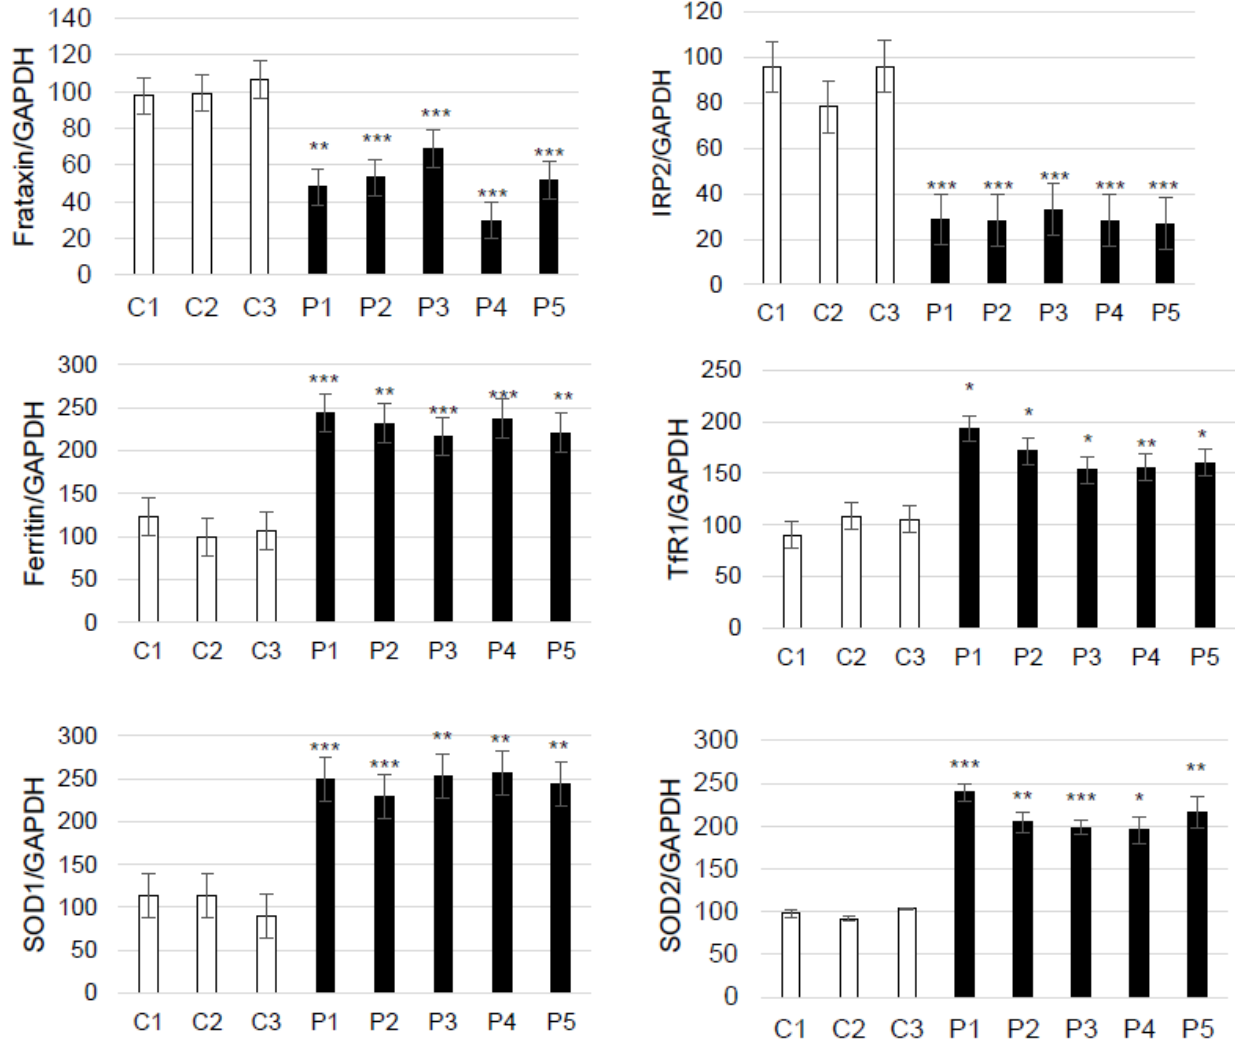 Frataxin/GAPDH
140
120
100
80
60
40
20
0
** *** *** *** ***
C1 C2 C3 P1 P2 P3 P4 P5
IRP2/GAPDH
120
100
80
60
40
20
0
*** *** *** *** ***
C1 C2 C3 P1 P2 P3 P4 P5
Ferritin/GAPDH
300
250
200
150
100
50
0
*** ** *** *** **
C1 C2 C3 P1 P2 P3 P4 P5
TfR1/GAPDH
250
200
150
100
50
0
* * * ** *
C1 C2 C3 P1 P2 P3 P4 P5
SOD1/GAPDH
300
250
200
150
100
50
0
*** *** ** ** **
C1 C2 C3 P1 P2 P3 P4 P5
SOD2/GAPDH
300
250
200
150
100
50
0
*** ** *** * **
C1 C2 C3 P1 P2 P3 P4 P5